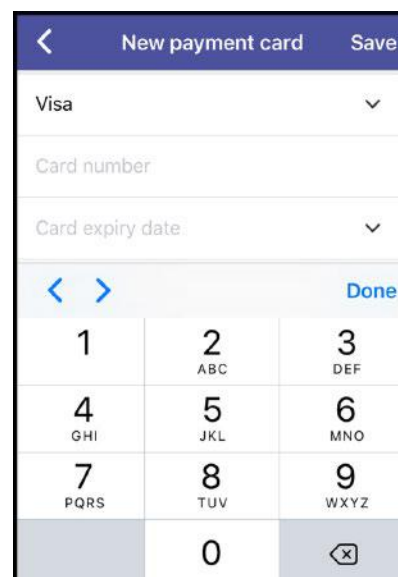 New payment card Save
Visa
Card number
Card expiry date
Done
1 2 3
ABC DEF
4 5 6
GHI JKL MNO
7 8 9
PQRS TUV WXYZ
0